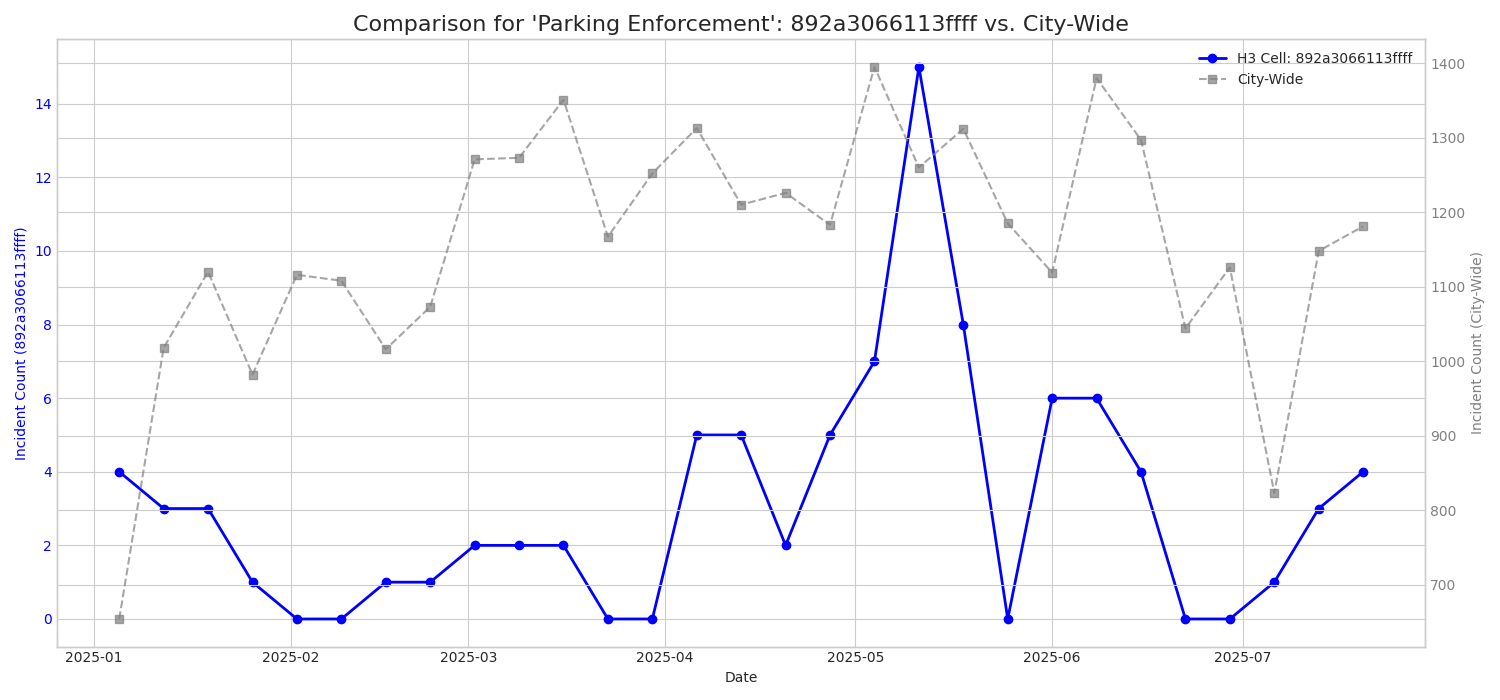 Comparison for 'Parking Enforcement': 892a3066113ffff vs. City-Wide
H3 Cell: 892a3066113ffff
City-Wide
Incident Count (892a3066113ffff)
14
12
10
8
6
4
2
0
1400
1300
1200
1100
1000
900
800
700
Incident Count (City-Wide)
2025-01 2025-02 2025-03 2025-04 2025-05 2025-06 2025-07
Date